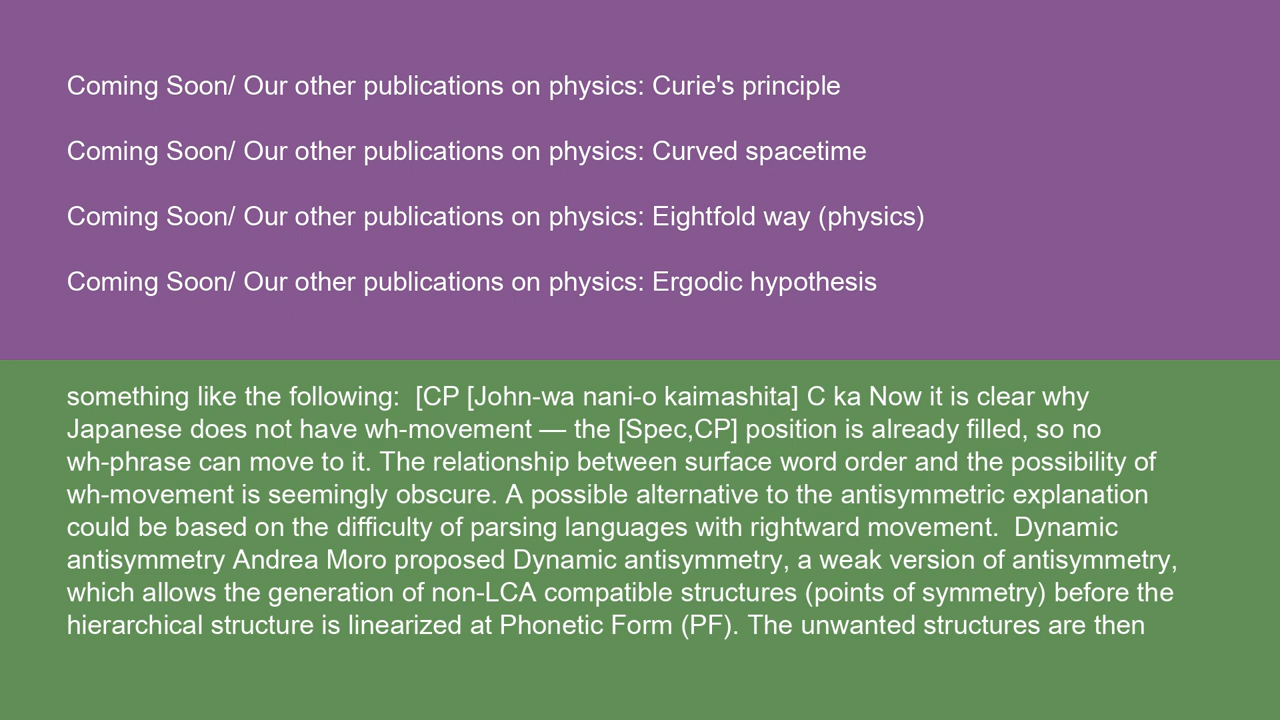 Coming Soon/ Our other publications on physics: Curie's principle
Coming Soon/ Our other publications on physics: Curved spacetime
Coming Soon/ Our other publications on physics: Eightfold way (physics)
Coming Soon/ Our other publications on physics: Ergodic hypothesis
something like the following:  [CP [John-wa nani-o kaimashita] C ka Now it is clear why
Japanese does not have wh-movement — the [Spec,CP] position is already filled, so no
wh-phrase can move to it. The relationship between surface word order and the possibility of
wh-movement is seemingly obscure. A possible alternative to the antisymmetric explanation
could be based on the difficulty of parsing languages with rightward movement.  Dynamic
antisymmetry Andrea Moro proposed Dynamic antisymmetry, a weak version of antisymmetry,
which allows the generation of non-LCA compatible structures (points of symmetry) before the
hierarchical structure is linearized at Phonetic Form (PF). The unwanted structures are then